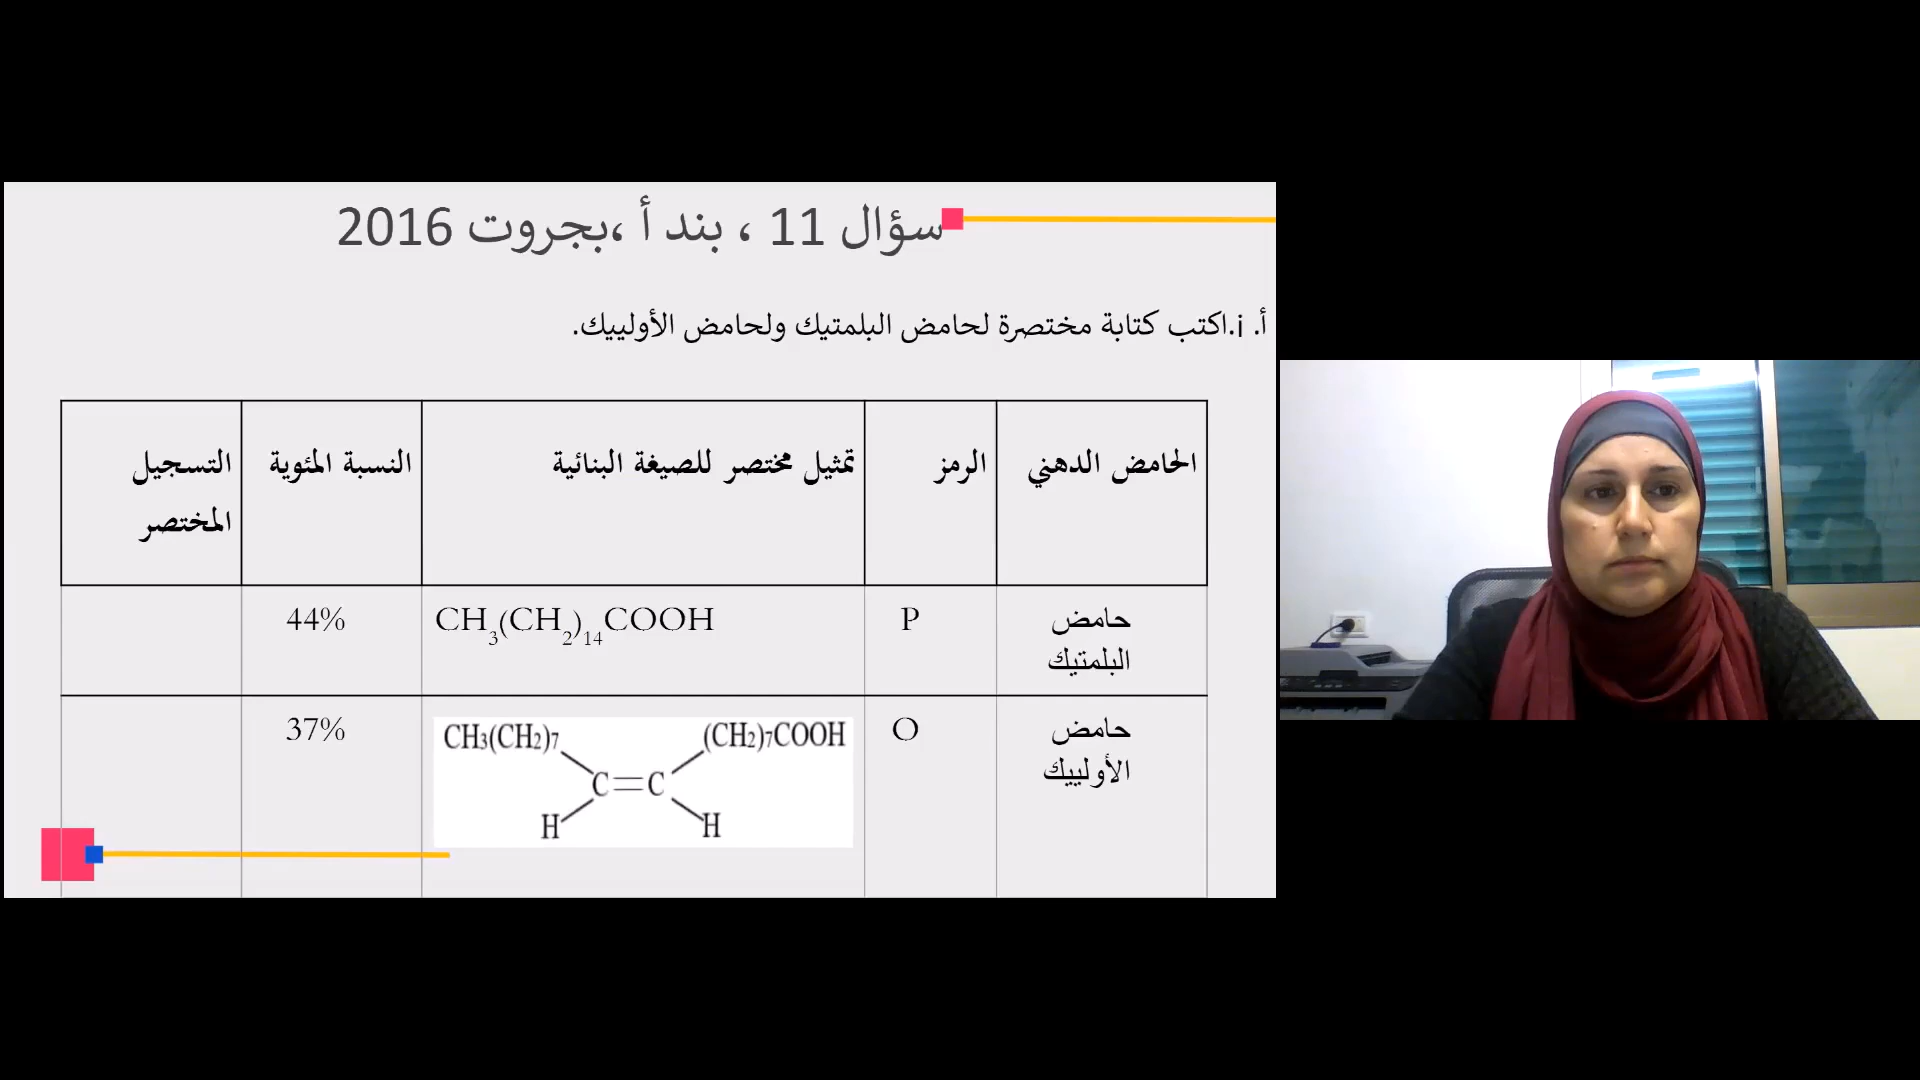 سؤال 11 ، بند أ ،بجروت 2016
أ. i.اكتب كتابة مختصرة لحامض البلمتيك ولحامض الأولييك.
الحامض الدهني
الرمز
تمثيل مختصر للصيغة البنائية
النسبة المئوية
التسجيل
المختصر
حامض
البلمتيك
P
CH3(CH2)14COOH
44%
حامض
الأولييك
O
CH3(CH2)7 (CH2)7COOH
C=C
H H
37%